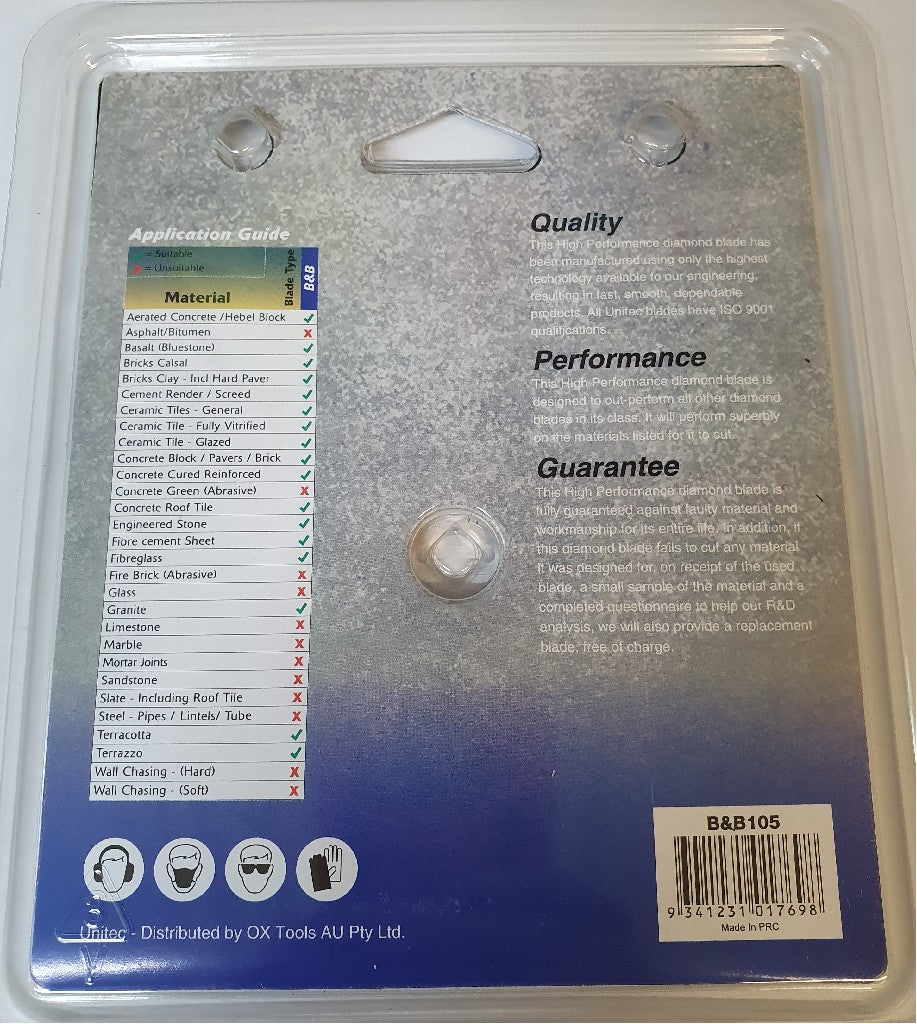 Application Guide
= Suitable
x = Unsuitable
Material
Blade Type
B&B
Aerated Concrete /Hebel Block ✓
Asphalt/Bitumen X
Basalt (Bluestone) ✓
Bricks Calsal ✓
Bricks Clay - Incl Hard Paver ✓
Cement Render / Screed ✓
Ceramic Tiles - General ✓
Ceramic Tile - Fully Vitrified ✓
Ceramic Tile - Glazed ✓
Concrete Block / Pavers / Brick ✓
Concrete Cured Reinforced ✓
Concrete Green (Abrasive) X
Concrete Roof Tile ✓
Engineered Stone ✓
Fibre cement Sheet ✓
Fibreglass ✓
Fire Brick (Abrasive) X
Glass X
Granite ✓
Limestone X
Marble X
Mortar Joints X
Sandstone X
Slate - Including Roof Tile X
Steel - Pipes / Lintels/ Tube X
Terracotta ✓
Terrazzo ✓
Wall Chasing - (Hard) X
Wall Chasing - (Soft) X
Quality
This High Performance diamond blade has
been manufactured using only the highest
technology available to our engineering,
resulting in fast, smooth, dependable
products. All Unitec blades have ISO 9001
qualifications.
Performance
This High Performance diamond blade is
designed to out-perform all other diamond
blades in its class. It will perform superbly
on the materials listed for it to cut.
Guarantee
This High Performance diamond blade is
fully guaranteed against faulty material and
workmanship for its entire life. In addition, if
this diamond blade fails to cut any material
it was designed for, on receipt of the used
blade, a small sample of the material and a
completed questionnaire to help our R&D
analysis, we will also provide a replacement
blade, free of charge.
B&B105
9 341231 017698
Made In PRC
Unitec - Distributed by OX Tools AU Pty Ltd.